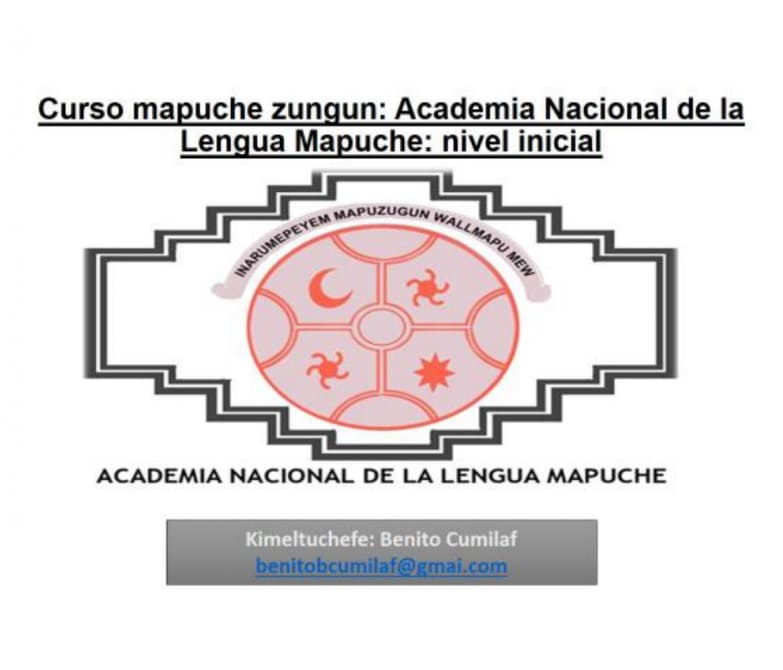 Curso mapuche zungun: Academia Nacional de la
Lengua Mapuche: nivel inicial
INARUMEPEYEM MAPUZUGUN WALLMAPU MEW
ACADEMIA NACIONAL DE LA LENGUA MAPUCHE
Kimeltuchefe: Benito Cumilaf
benitobcumilaf@gmai.com